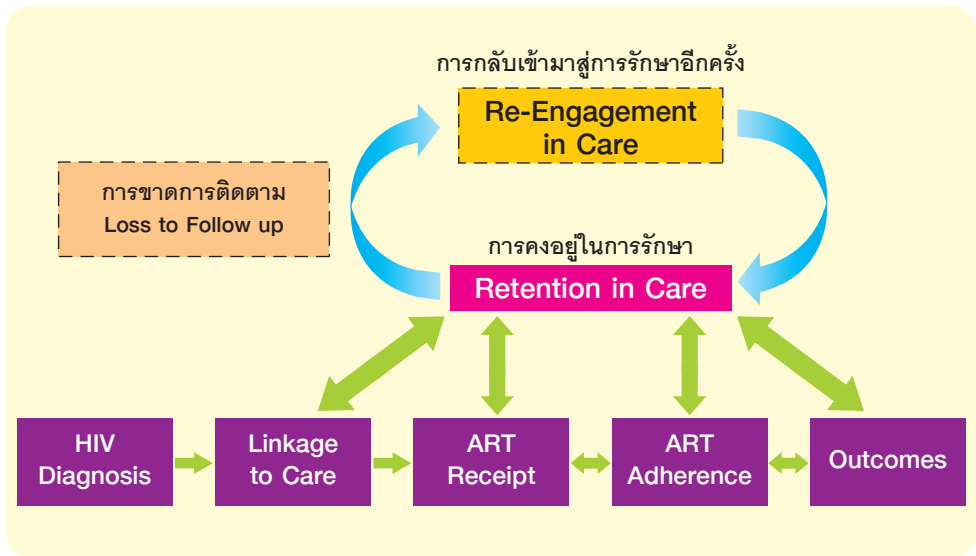 การกลับเข้ามาสู่การรักษาอีกครั้ง
Re-Engagement
in Care
การขาดการติดตาม
Loss to Follow up
การคงอยู่ในการรักษา
Retention in Care
HIV
Diagnosis
Linkage
to Care
ART
Receipt
ART
Adherence
Outcomes